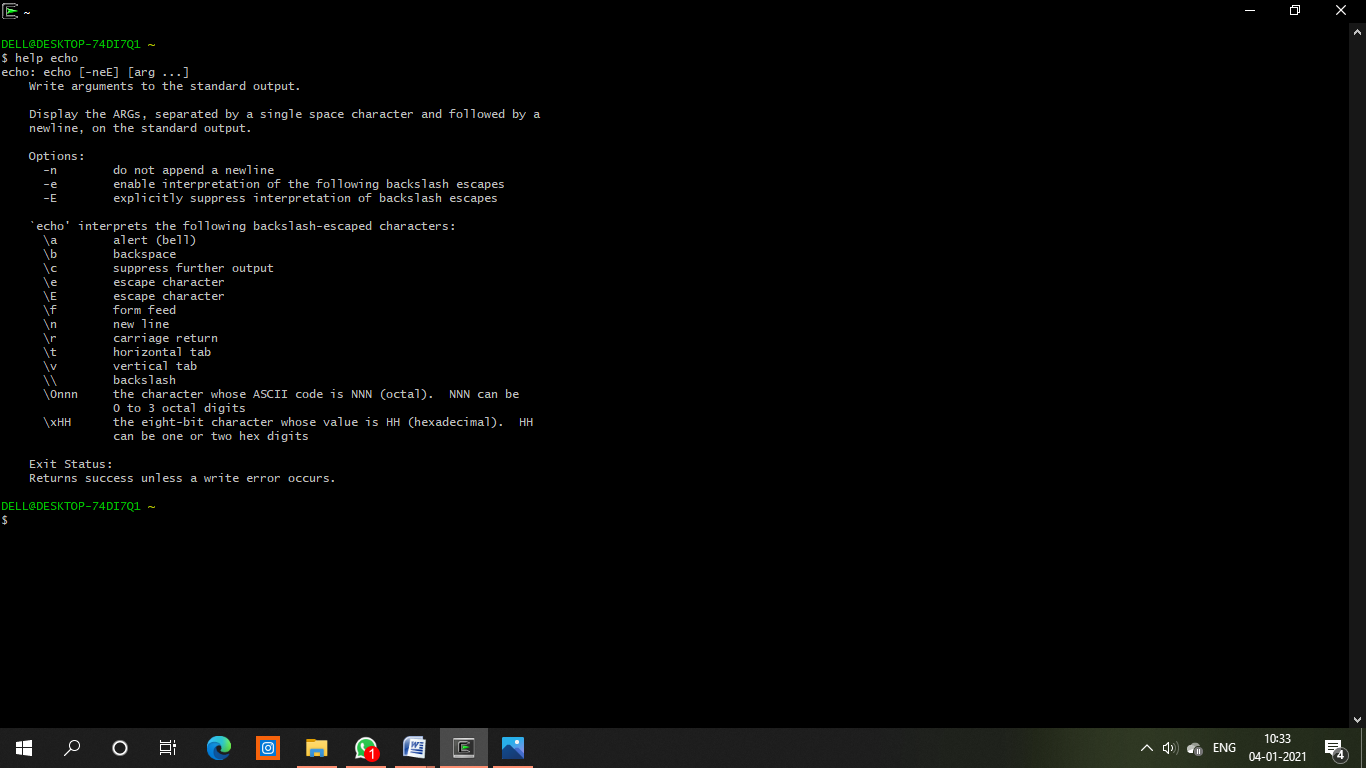 ~
DELL@DESKTOP-74DI7Q1 ~
$ help echo
echo: echo [-neE] [arg ...]
    Write arguments to the standard output.

    Display the ARGs, separated by a single space character and followed by a
    newline, on the standard output.

    Options:
      -n        do not append a newline
      -e        enable interpretation of the following backslash escapes
      -E        explicitly suppress interpretation of backslash escapes

    `echo' interprets the following backslash-escaped characters:
      \a        alert (bell)
      \b        backspace
      \c        suppress further output
      \e        escape character
      \E        escape character
      \f        form feed
      \n        new line
      \r        carriage return
      \t        horizontal tab
      \v        vertical tab
      \\        backslash
      \0nnn     the character whose ASCII code is NNN (octal).  NNN can be
                0 to 3 octal digits
      \xHH      the eight-bit character whose value is HH (hexadecimal).  HH
                can be one or two hex digits

    Exit Status:
    Returns success unless a write error occurs.

DELL@DESKTOP-74DI7Q1 ~
$
1
W
ENG
10:33
04-01-2021
4